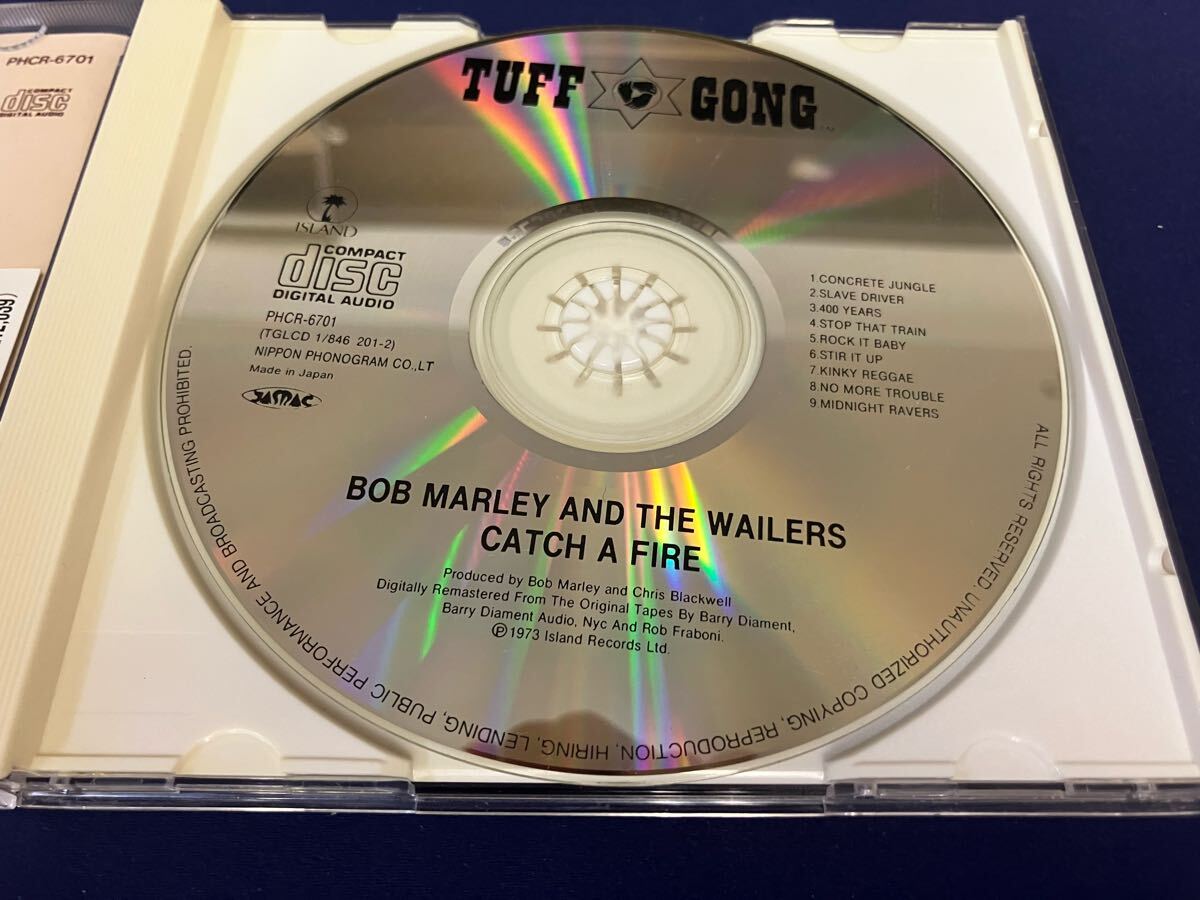 PHCR-6701
COMPACT
disc
DIGITAL AUDIO
TUFF GONG
ISLAND
COMPACT
disc
DIGITAL AUDIO
PHCR-6701
(TGLCD 1/846 201-2)
NIPPON PHONOGRAM CO.,LT
Made in Japan
JASRAC
1.CONCRETE JUNGLE
2.SLAVE DRIVER
3.400 YEARS
4.STOP THAT TRAIN
5.ROCK IT BABY
6.STIR IT UP
7.KINKY REGGAE
8.NO MORE TROUBLE
9.MIDNIGHT RAVERS
BOB MARLEY AND THE WAILERS
CATCH A FIRE
Produced by Bob Marley and Chris Blackwell
Digitally Remastered From The Original Tapes By Barry Diament,
Barry Diament Audio, Nyc And Rob Fraboni.
℗1973 Island Records Ltd.
ALL RIGHTS RESERVED. UNAUTHORIZED COPYING, REPRODUCTION, HIRING, LENDING, PUBLIC PERFORMANCE AND BROADCASTING PROHIBITED.